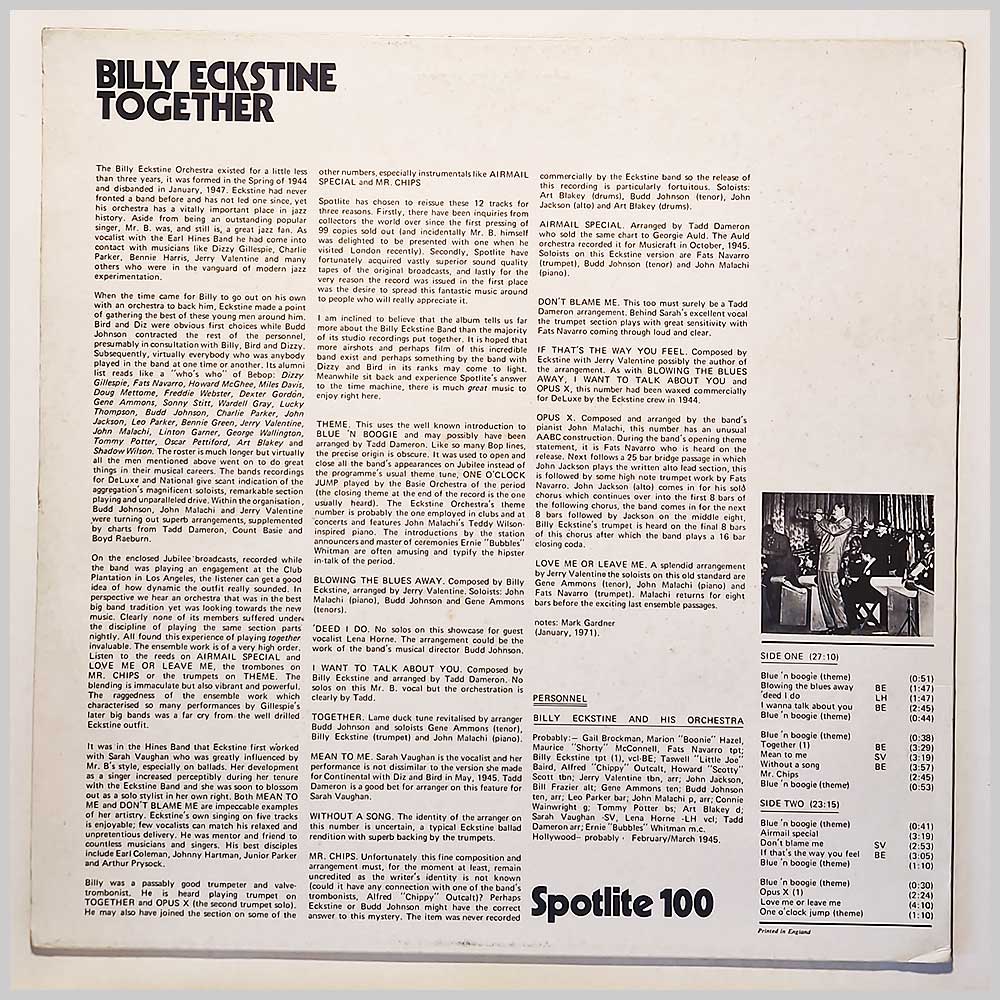 BILLY ECKSTINE
TOGETHER
The Billy Eckstine Orchestra existed for a little less
than three years, it was formed in the Spring of 1944
and disbanded in January, 1947. Eckstine had never
fronted a band before and has not led one since, yet
his orchestra has a vitally important place in jazz
history. Aside from being an outstanding popular
singer, Mr. B. was, and still is, a great jazz fan. As
vocalist with the Earl Hines Band he had come into
contact with musicians like Dizzy Gillespie, Charlie
Parker, Bennie Harris, Jerry Valentine and many
others who were in the vanguard of modern jazz
experimentation.
When the time came for Billy to go out on his own
with an orchestra to back him, Eckstine made a point
of gathering the best of these young men around him.
Bird and Diz were obvious first choices while Budd
Johnson contracted the rest of the personnel,
presumably in consultation with Billy, Bird and Dizzy.
Subsequently, virtually everybody who was anybody
played in the band at one time or another. Its alumni
list reads like a "who's who" of Bebop: Dizzy
Gillespie, Fats Navarro, Howard McGhee, Miles Davis,
Doug Mettome, Freddie Webster, Dexter Gordon,
Gene Ammons, Sonny Stitt, Wardell Gray, Lucky
Thompson, Budd Johnson, Charlie Parker, John
Jackson, Leo Parker, Bennie Green, Jerry Valentine,
John Malachi, Linton Garner, George Wallington,
Tommy Potter, Oscar Pettiford, Art Blakey and
Shadow Wilson. The roster is much longer but virtually
all the men mentioned above went on to do great
things in their musical careers. The bands recordings
for DeLuxe and National give scant indication of the
aggregation's magnificent soloists, remarkable section
playing and unparalleled drive. Within the organisation,
Budd Johnson, John Malachi and Jerry Valentine
were turning out superb arrangements, supplemented
by charts from Tadd Dameron, Count Basie and
Boyd Raeburn.
On the enclosed Jubilee broadcasts, recorded while
the band was playing an engagement at the Club
Plantation in Los Angeles, the listener can get a good
idea of how dynamic the outfit really sounded. In
perspective we hear an orchestra that was in the best
big band tradition yet was looking towards the new
music. Clearly none of its members suffered under
the discipline of playing the same section parts
nightly. All found this experience of playing together
invaluable. The ensemble work is of a very high order.
Listen to the reeds on AIRMAIL SPECIAL and
LOVE ME OR LEAVE ME, the trombones on
MR. CHIPS or the trumpets on THEME. The
blending is immaculate but also vibrant and powerful.
The raggedness of the ensemble work which
characterised so many performances by Gillespie's
later big bands was a far cry from the well drilled
Eckstine outfit.
It was in the Hines Band that Eckstine first worked
with Sarah Vaughan who was greatly influenced by
Mr. B's style, especially on ballads. Her development
as a singer increased perceptively during her tenure
with the Eckstine Band and she was soon to blossom
out as a solo stylist in her own right. Both MEAN TO
ME and DON'T BLAME ME are impeccable examples
of her artistry. Eckstine's own singing on five tracks
is enjoyable; few vocalists can match his relaxed and
unpretentious delivery. He was mentor and friend to
countless musicians and singers. His best disciples
include Earl Coleman, Johnny Hartman, Junior Parker
and Arthur Prysock.
Billy was a passably good trumpeter and valve-
trombonist. He is heard playing trumpet on
TOGETHER and OPUS X (the second trumpet solo).
He may also have joined the section on some of the
other numbers, especially instrumentals like AIRMAIL
SPECIAL and MR. CHIPS
Spotlite has chosen to reissue these 12 tracks for
three reasons. Firstly, there have been inquiries from
collectors the world over since the first pressing of
99 copies sold out (and incidentally Mr. B. himself
was delighted to be presented with one when he
visited London recently). Secondly, Spotlite have
fortunately acquired vastly superior sound quality
tapes of the original broadcasts, and lastly for the
very reason the record was issued in the first place
was the desire to spread this fantastic music around
to people who will really appreciate it.
I am inclined to believe that the album tells us far
more about the Billy Eckstine Band than the majority
of its studio recordings put together. It is hoped that
more airshots and perhaps film of this incredible
band exist and perhaps something by the band with
Dizzy and Bird in its ranks may come to light.
Meanwhile sit back and experience Spotlite's answer
to the time machine, there is much great music to
enjoy right here.
THEME. This uses the well known introduction to
BLUE 'N BOOGIE and may possibly have been
arranged by Tadd Dameron. Like so many Bop lines,
the precise origin is obscure. It was used to open and
close all the band's appearances on Jubilee instead of
the programme's usual theme tune, ONE O'CLOCK
JUMP played by the Basie Orchestra of the period
(the closing theme at the end of the record is the one
usually heard). The Eckstine Orchestra's theme
number is probably the one employed in clubs and at
concerts and features John Malachi's Teddy Wilson-
inspired piano. The introductions by the station
announcers and master of ceremonies Ernie "Bubbles"
Whitman are often amusing and typify the hipster
in-talk of the period.
BLOWING THE BLUES AWAY. Composed by Billy
Eckstine, arranged by Jerry Valentine. Soloists: John
Malachi (piano), Budd Johnson and Gene Ammons
(tenors).
'DEED I DO. No solos on this showcase for guest
vocalist Lena Horne. The arrangement could be the
work of the band's musical director Budd Johnson.
I WANT TO TALK ABOUT YOU. Composed by
Billy Eckstine and arranged by Tadd Dameron. No
solos on this Mr. B. vocal but the orchestration is
clearly by Tadd.
TOGETHER. Lame duck tune revitalised by arranger
Budd Johnson and soloists Gene Ammons (tenor),
Billy Eckstine (trumpet) and John Malachi (piano).
MEAN TO ME. Sarah Vaughan is the vocalist and her
performance is not dissimilar to the version she made
for Continental with Diz and Bird in May, 1945. Tadd
Dameron is a good bet for arranger on this feature for
Sarah Vaughan.
WITHOUT A SONG. The identity of the arranger on
this number is uncertain, a typical Eckstine ballad
rendition with superb backing by the trumpets.
MR. CHIPS. Unfortunately this fine composition and
arrangement must, for the moment at least, remain
uncredited as the writer's identity is not known
(could it have any connection with one of the band's
trombonists, Alfred "Chippy" Outcalt)? Perhaps
Eckstine or Budd Johnson might have the correct
answer to this mystery. The item was never recorded
commercially by the Eckstine band so the release of
this recording is particularly fortuitous. Soloists:
Art Blakey (drums), Budd Johnson (tenor), John
Jackson (alto) and Art Blakey (drums).
AIRMAIL SPECIAL. Arranged by Tadd Dameron
who sold the same chart to Georgie Auld. The Auld
orchestra recorded it for Musicraft in October, 1945.
Soloists on this Eckstine version are Fats Navarro
(trumpet), Budd Johnson (tenor) and John Malachi
(piano).
DON'T BLAME ME. This too must surely be a Tadd
Dameron arrangement. Behind Sarah's excellent vocal
the trumpet section plays with great sensitivity with
Fats Navarro coming through loud and clear.
IF THAT'S THE WAY YOU FEEL. Composed by
Eckstine with Jerry Valentine possibly the author of
the arrangement. As with BLOWING THE BLUES
AWAY, I WANT TO TALK ABOUT YOU and
OPUS X, this number had been waxed commercially
for DeLuxe by the Eckstine crew in 1944.
OPUS X. Composed and arranged by the band's
pianist John Malachi, this number has an unusual
AABC construction. During the band's opening theme
statement, it is Fats Navarro who is heard on the
release. Next follows a 25 bar bridge passage in which
John Jackson plays the written alto lead section, this
is followed by some high note trumpet work by Fats
Navarro. John Jackson (alto) comes in for his solo
chorus which continues over into the first 8 bars of
the following chorus, the band comes in for the next
8 bars followed by Jackson on the middle eight,
Billy Eckstine's trumpet is heard on the final 8 bars
of this chorus after which the band plays a 16 bar
closing coda.
LOVE ME OR LEAVE ME. A splendid arrangement
by Jerry Valentine the soloists on this old standard are
Gene Ammons (tenor), John Malachi (piano) and
Fats Navarro (trumpet). Malachi returns for eight
bars before the exciting last ensemble passages.
notes: Mark Gardner
(January, 1971).
PERSONNEL
BILLY ECKSTINE AND HIS ORCHESTRA
Probably:— Gail Brockman, Marion "Boonie" Hazel,
Maurice "Shorty" McConnell, Fats Navarro tpt;
Billy Eckstine tpt (1), vcl-BE; Taswell "Little Joe"
Baird, Alfred "Chippy" Outcalt, Howard "Scotty"
Scott tbn; Jerry Valentine tbn, arr; John Jackson,
Bill Frazier alt; Gene Ammons ten; Budd Johnson
ten, arr; Leo Parker bar; John Malachi p, arr; Connie
Wainwright g; Tommy Potter bs; Art Blakey d;
Sarah Vaughan -SV, Lena Horne -LH vcl; Tadd
Dameron arr; Ernie "Bubbles" Whitman m.c.
Hollywood— probably · February/March 1945.
Spotlite 100
SIDE ONE (27:10)
Blue 'n boogie (theme) (0:51)
Blowing the blues away BE (1:47)
'deed I do LH (1:47)
I wanna talk about you BE (2:45)
Blue 'n boogie (theme) (0:44)
Blue 'n boogie (theme) (0:38)
Together (1) BE (3:29)
Mean to me SV (3:19)
Without a song BE (3:57)
Mr. Chips (2:45)
Blue 'n boogie (theme) (0:53)
SIDE TWO (23:15)
Blue 'n boogie (theme) (0:41)
Airmail special (3:19)
Don't blame me SV (2:53)
If that's the way you feel BE (3:05)
Blue 'n boogie (theme) (1:10)
Blue 'n boogie (theme) (0:30)
Opus X (1) (2:24)
Love me or leave me (4:10)
One o'clock jump (theme) (1:10)
Printed in England